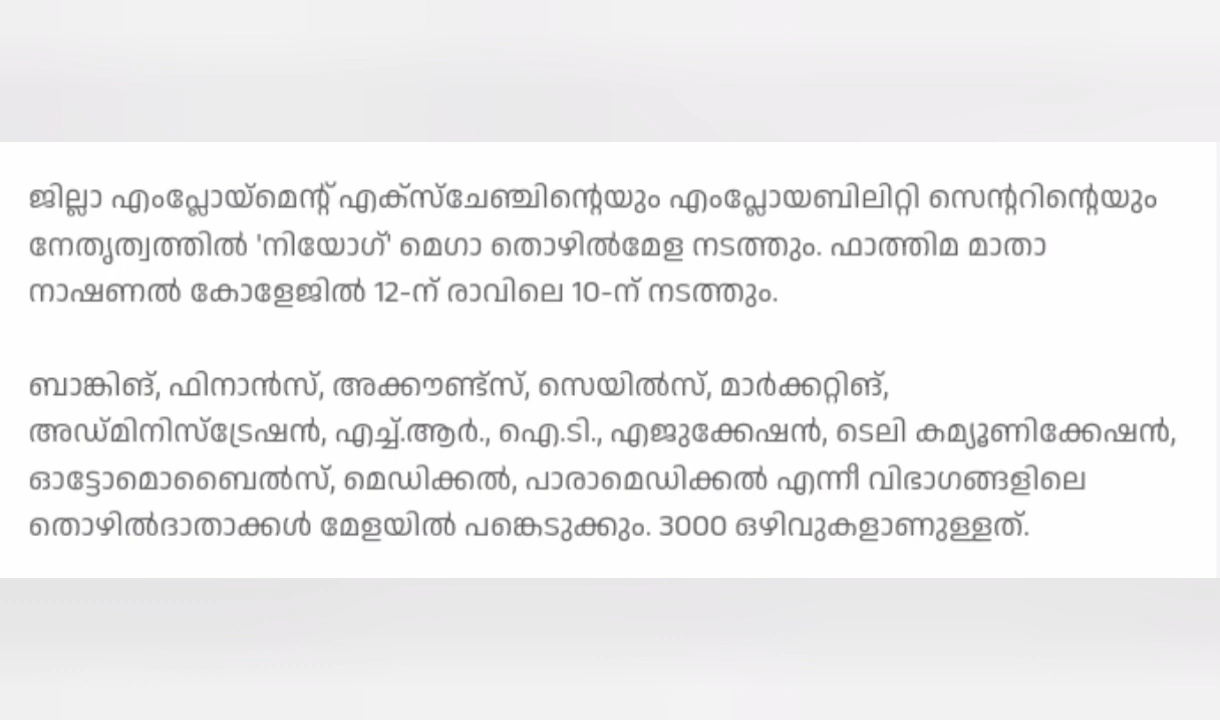 ജില്ലാ എംപ്ലോയ്മെന്റ് എക്സ്ചേഞ്ചിന്റെയും എംപ്ലോയബിലിറ്റി സെന്ററിന്റെയും
നേതൃത്വത്തിൽ 'നിയോഗ്' മെഗാ തൊഴിൽമേള നടത്തും. ഫാത്തിമ മാതാ
നാഷണൽ കോളേജിൽ 12-ന് രാവിലെ 10-ന് നടത്തും.
ബാങ്കിങ്, ഫിനാൻസ്, അക്കൗണ്ട്സ്, സെയിൽസ്, മാർക്കറ്റിങ്,
അഡ്മിനിസ്ട്രേഷൻ, എച്ച്.ആർ., ഐ.ടി., എജുക്കേഷൻ, ടെലി കമ്യൂണിക്കേഷൻ,
ഓട്ടോമൊബൈൽസ്, മെഡിക്കൽ, പാരാമെഡിക്കൽ എന്നീ വിഭാഗങ്ങളിലെ
തൊഴിൽദാതാക്കൾ മേളയിൽ പങ്കെടുക്കും. 3000 ഒഴിവുകളാണുള്ളത്.